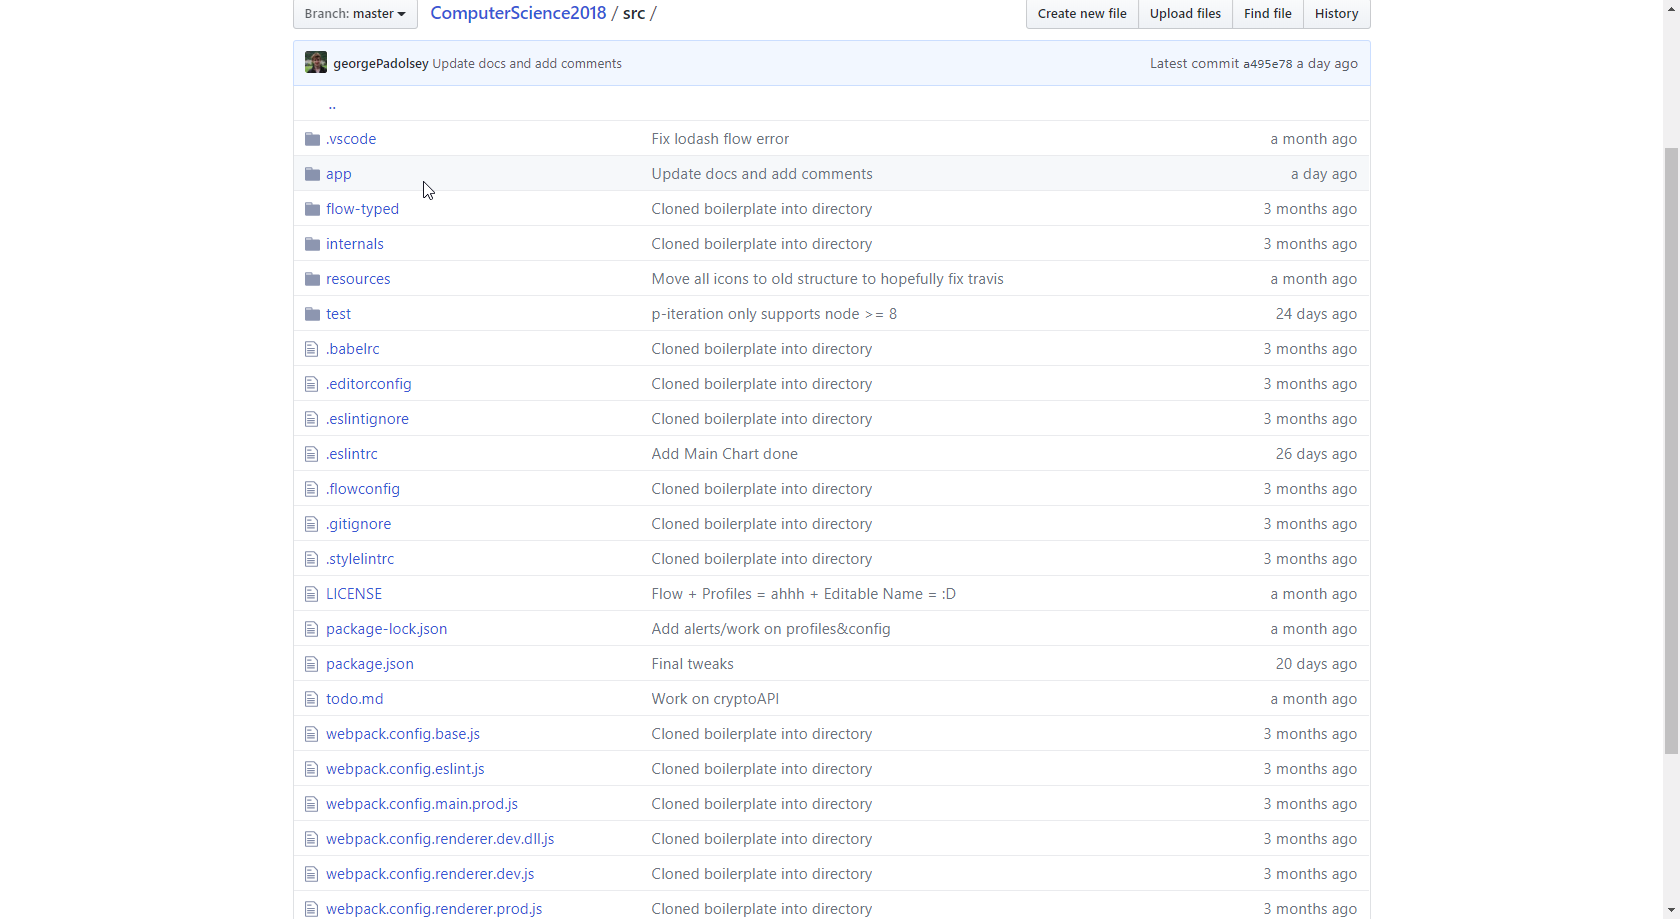 Branch: master ComputerScience2018 / src / Create new file Upload files Find file History
georgePadolsey Update docs and add comments Latest commit a495e78 a day ago
..
.vscode Fix lodash flow error a month ago
app Update docs and add comments a day ago
flow-typed Cloned boilerplate into directory 3 months ago
internals Cloned boilerplate into directory 3 months ago
resources Move all icons to old structure to hopefully fix travis a month ago
test p-iteration only supports node >= 8 24 days ago
.babelrc Cloned boilerplate into directory 3 months ago
.editorconfig Cloned boilerplate into directory 3 months ago
.eslintignore Cloned boilerplate into directory 3 months ago
.eslintrc Add Main Chart done 26 days ago
.flowconfig Cloned boilerplate into directory 3 months ago
.gitignore Cloned boilerplate into directory 3 months ago
.stylelintrc Cloned boilerplate into directory 3 months ago
LICENSE Flow + Profiles = ahhh + Editable Name = :D a month ago
package-lock.json Add alerts/work on profiles&config a month ago
package.json Final tweaks 20 days ago
todo.md Work on cryptoAPI a month ago
webpack.config.base.js Cloned boilerplate into directory 3 months ago
webpack.config.eslint.js Cloned boilerplate into directory 3 months ago
webpack.config.main.prod.js Cloned boilerplate into directory 3 months ago
webpack.config.renderer.dev.dll.js Cloned boilerplate into directory 3 months ago
webpack.config.renderer.dev.js Cloned boilerplate into directory 3 months ago
webpack.config.renderer.prod.js Cloned boilerplate into directory 3 months ago